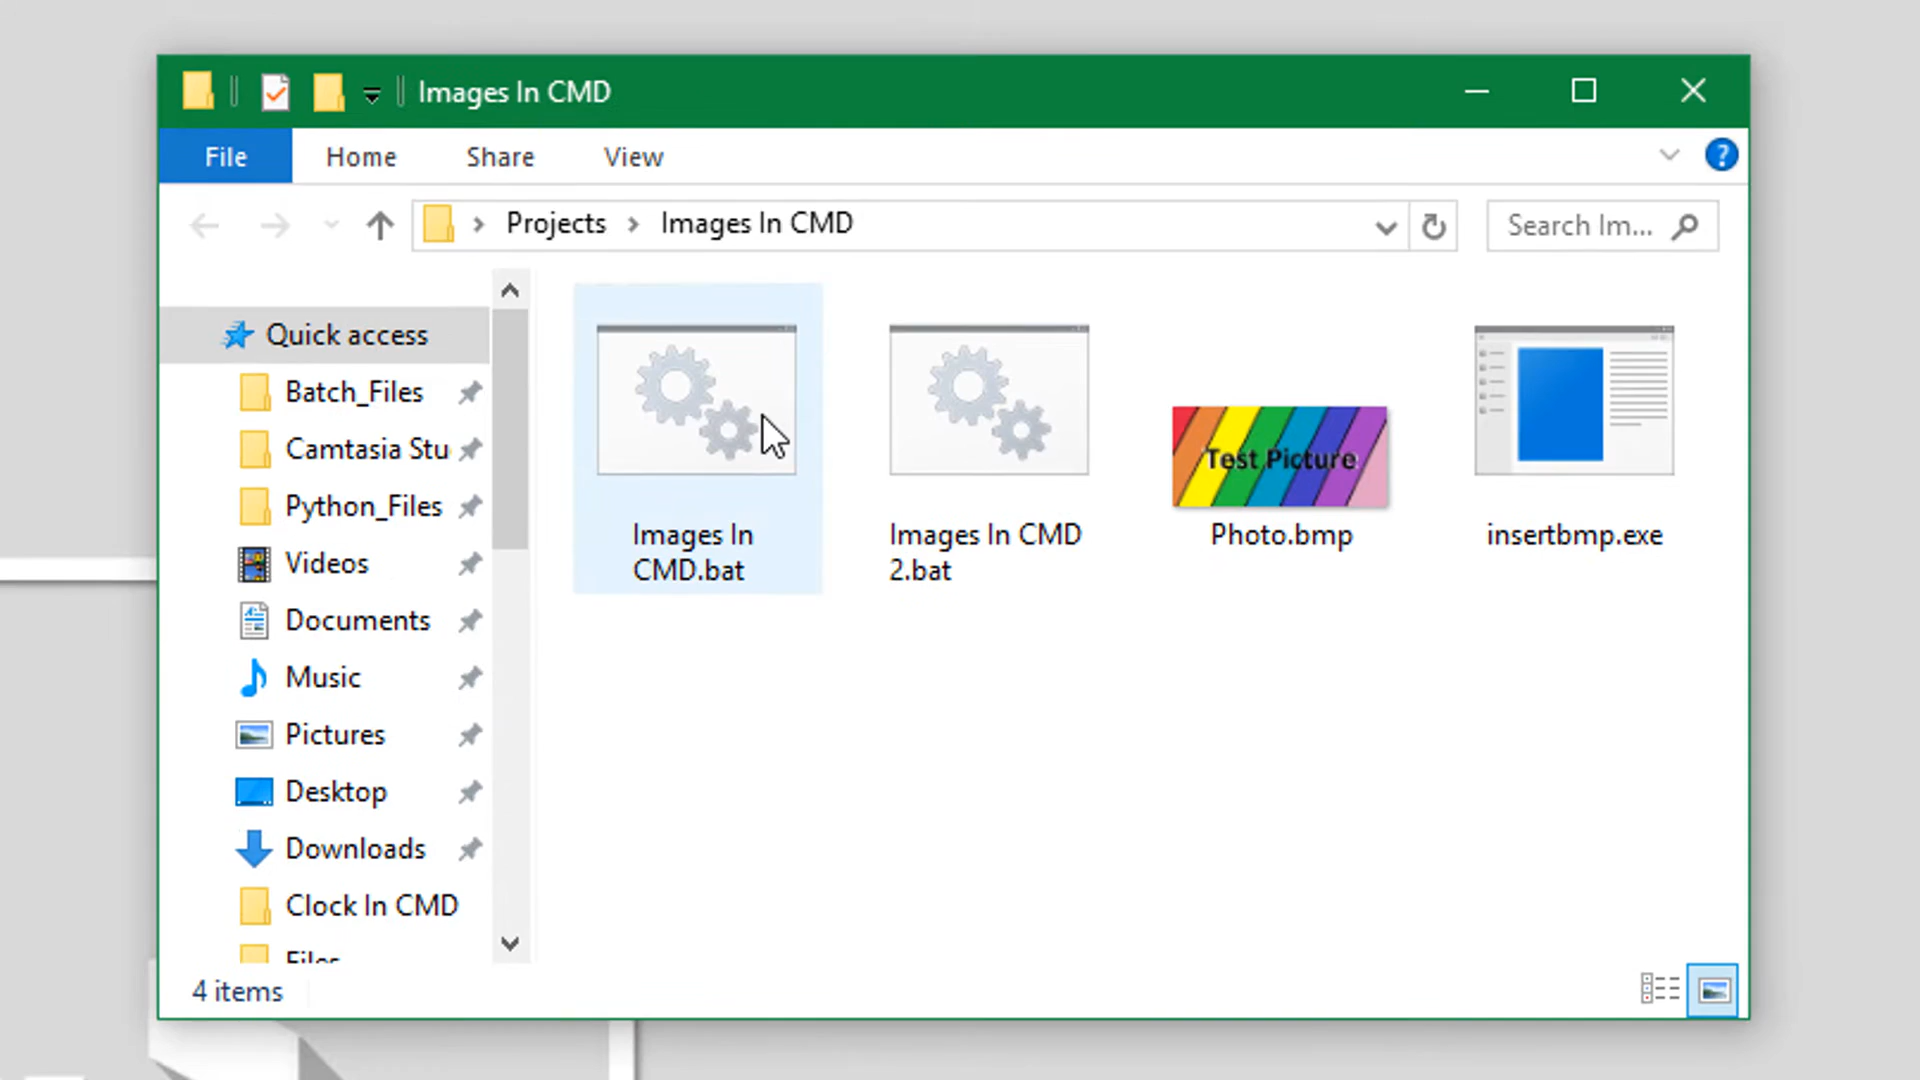 Images In CMD
File Home Share View
Projects Images In CMD
Search Im...
Quick access
Batch_Files
Camtasia Stu
Python_Files
Videos
Documents
Music
Pictures
Desktop
Downloads
Clock In CMD
Files
Images In
CMD.bat
Images In CMD
2.bat
Test Picture
Photo.bmp
insertbmp.exe
4 items